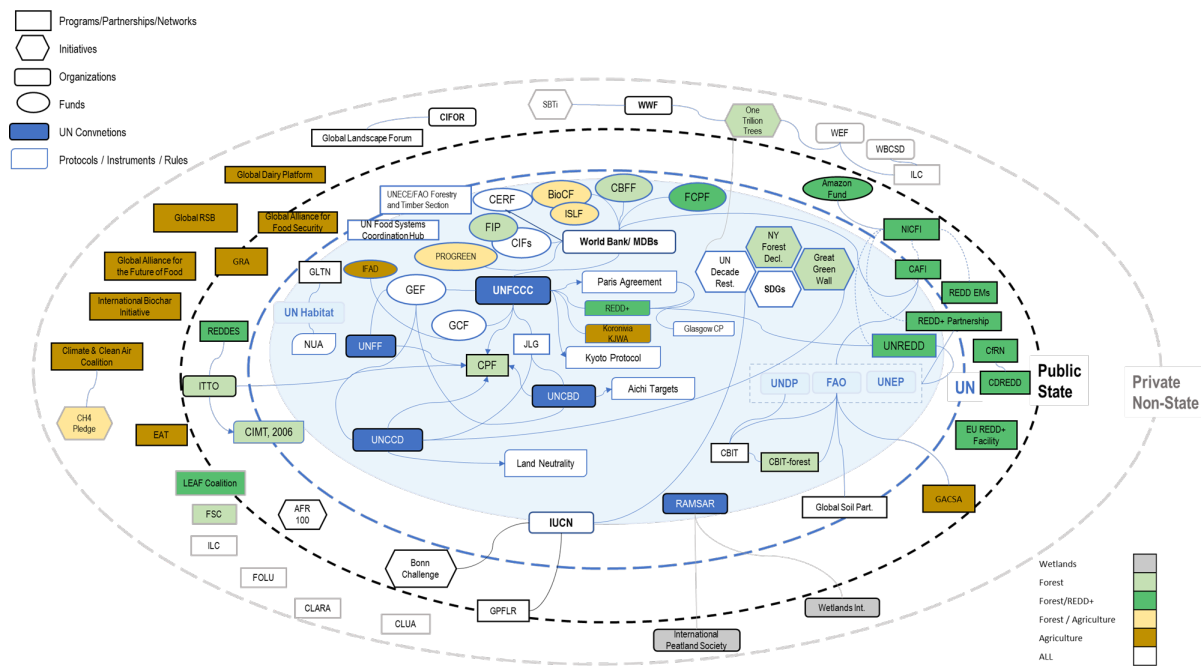 Programs/Partnerships/Networks
Initiatives
Organizations
Funds
UN Convnetions
Protocols / Instruments / Rules
SBTi
WWF
One
Trillion
Trees
CIFOR
Global Landscape Forum
WEF
WBCSD
ILC
Global Dairy Platform
UNECE/FAO Forestry
and Timber Section
CERF
BioCF
ISLF
CBFF
FCPF
Amazon
Fund
Global RSB
Global Alliance for
Food Security
UN Food Systems
Coordination Hub
FIP
CIFs
World Bank/ MDBs
NICFI
NY
Forest
Decl.
UN
Decade
Rest.
SDGs
Great
Green
Wall
Global Alliance for
the Future of Food
GRA
GLTN
IFAD
PROGREEN
CAFI
REDD EMs
GEF
UNFCCC
Paris Agreement
International Biochar
Initiative
UN Habitat
REDD+
REDD+ Partnership
REDDES
GCF
Koronivia
KJWA
Glasgow CP
NUA
UNFF
JLG
Kyoto Protocol
UNREDD
CfRN
Climate & Clean Air
Coalition
CPF
ITTO
UNCBD
Aichi Targets
UNDP
FAO
UNEP
UN
CDREDD
Public
State
Private
Non-State
CH4
Pledge
EAT
CIMT, 2006
UNCCD
EU REDD+
Facility
Land Neutrality
CBIT
CBIT-forest
LEAF Coalition
FSC
AFR
100
IUCN
RAMSAR
Global Soil Part.
GACSA
ILC
Bonn
Challenge
FOLU
CLARA
GPFLR
CLUA
Wetlands Int.
International
Peatland Society
Wetlands
Forest
Forest/REDD+
Forest / Agriculture
Agriculture
ALL